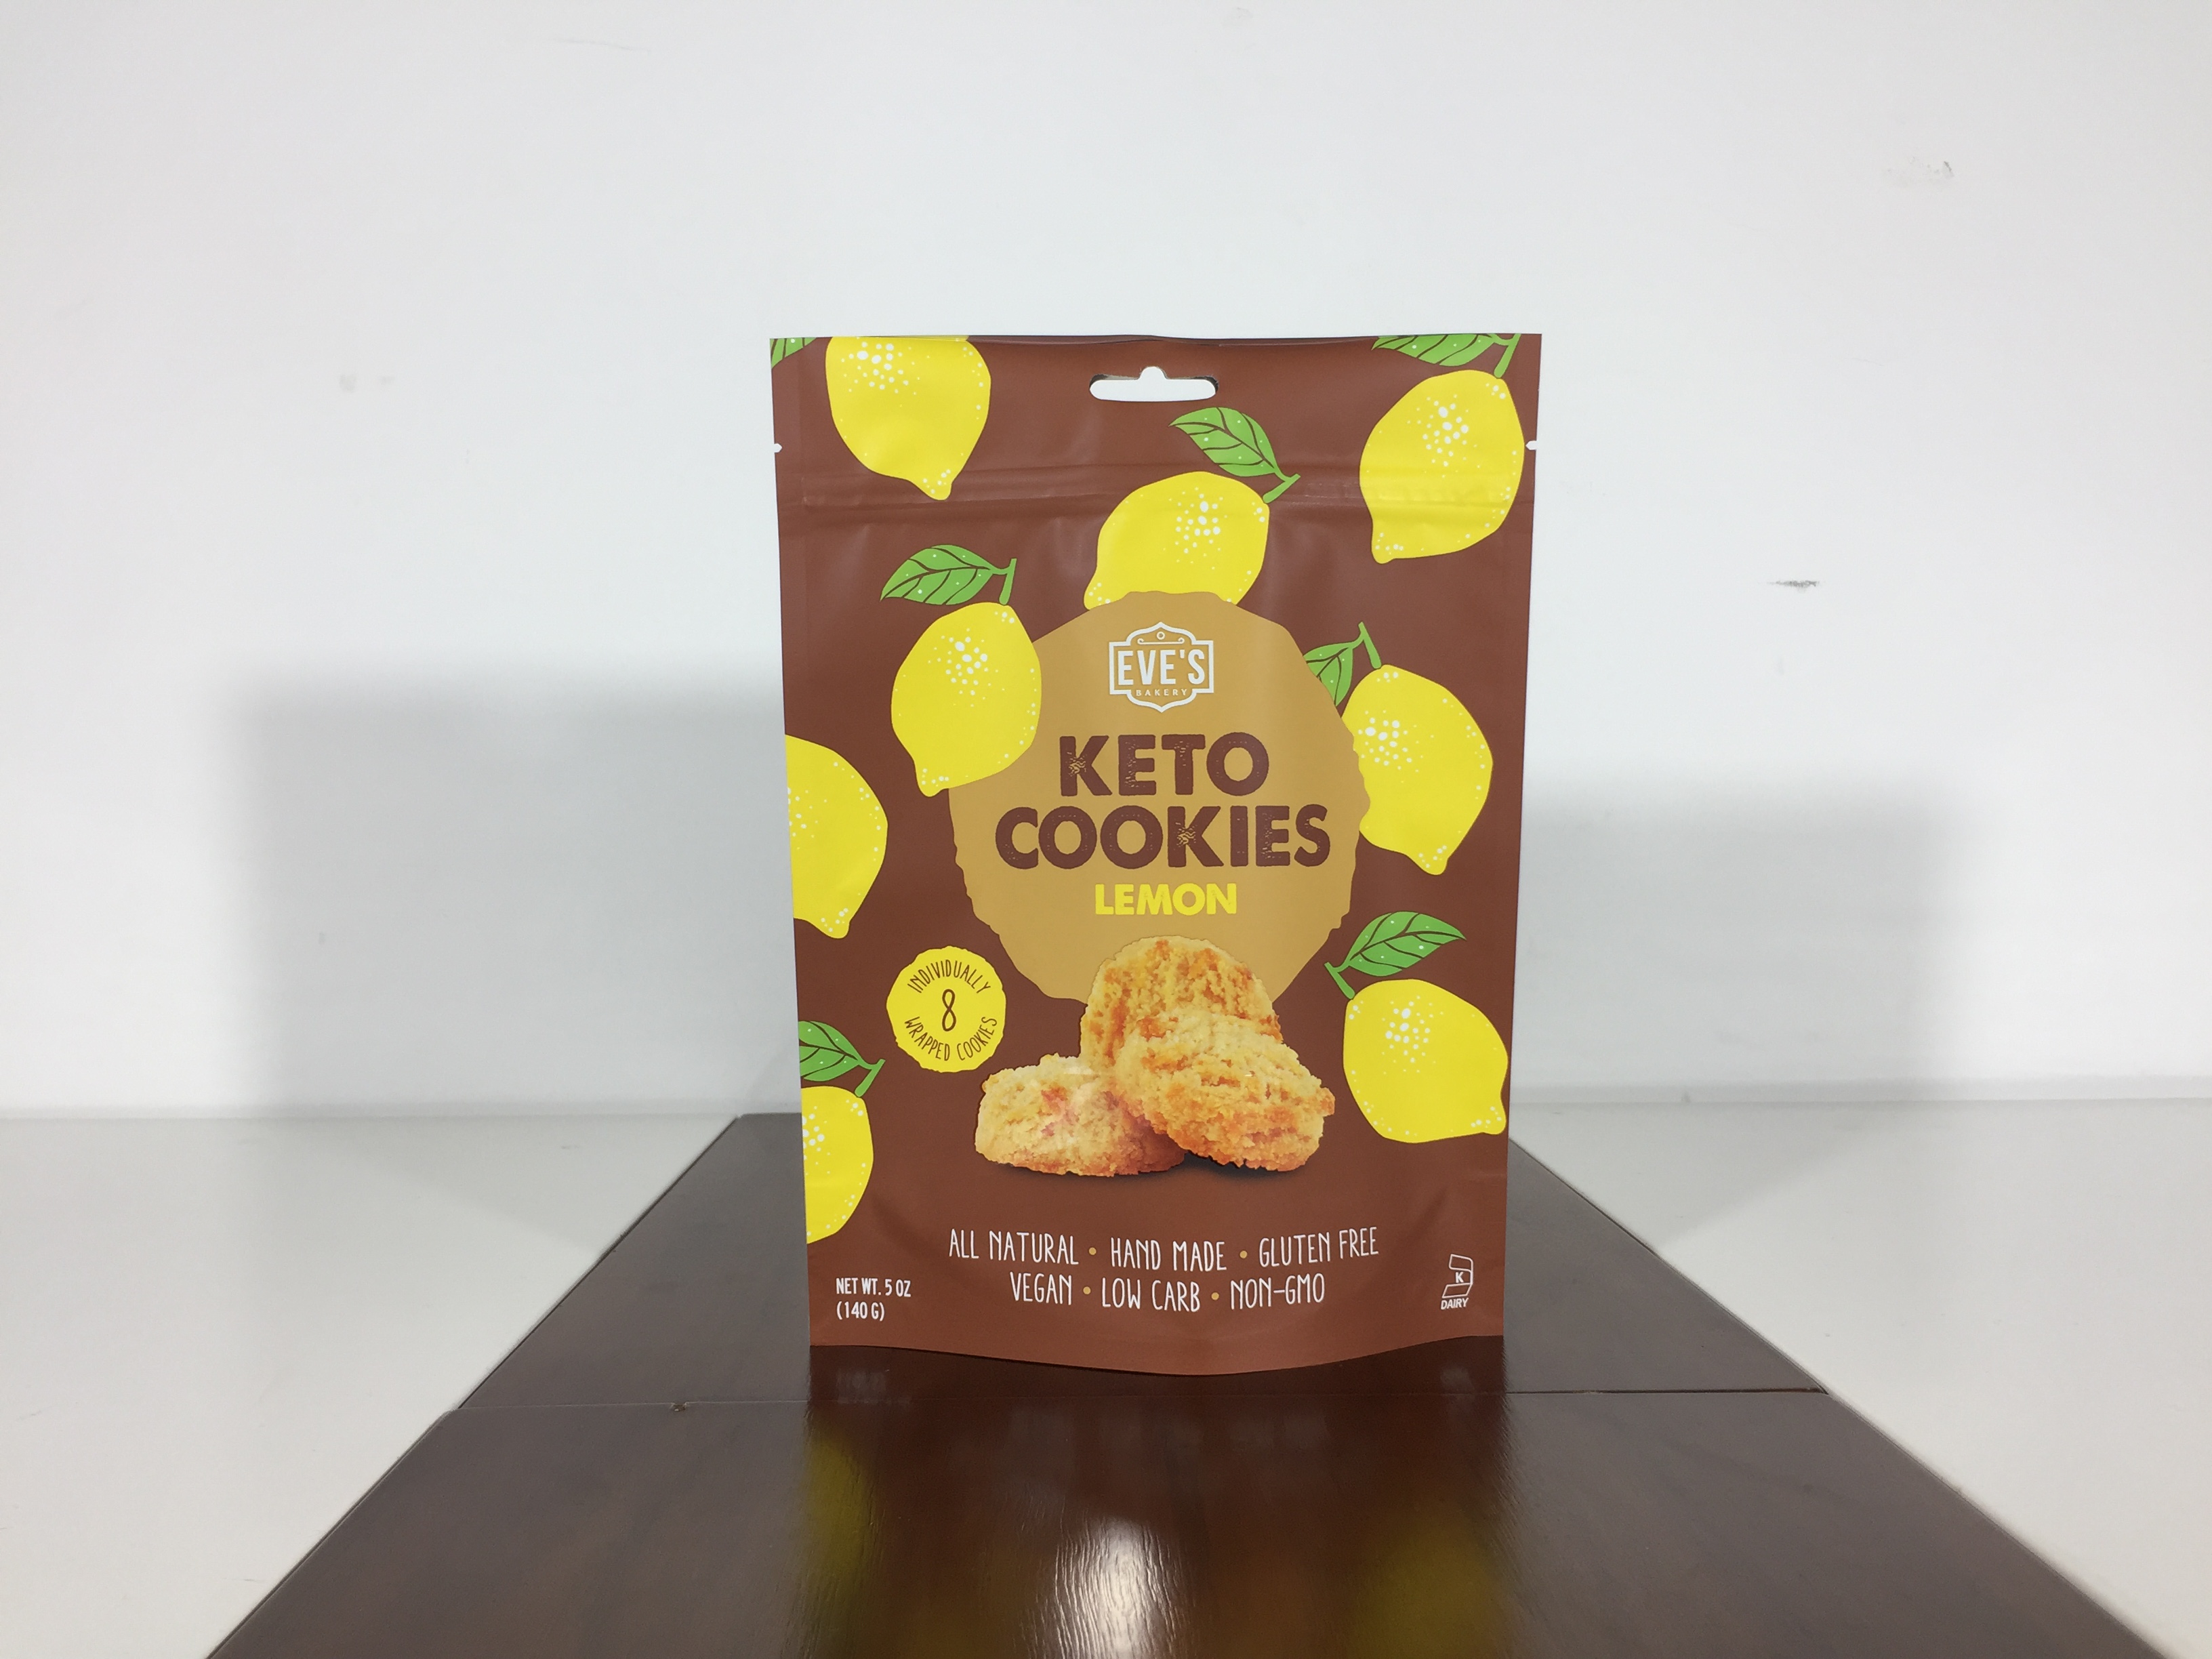 EVE'S
BAKERY
KETO
COOKIES
LEMON
INDIVIDUALLY
8
WRAPPED COOKIES
ALL NATURAL • HAND MADE • GLUTEN FREE
VEGAN • LOW CARB • NON-GMO
NET WT. 5 OZ
(140 G)
K
DAIRY